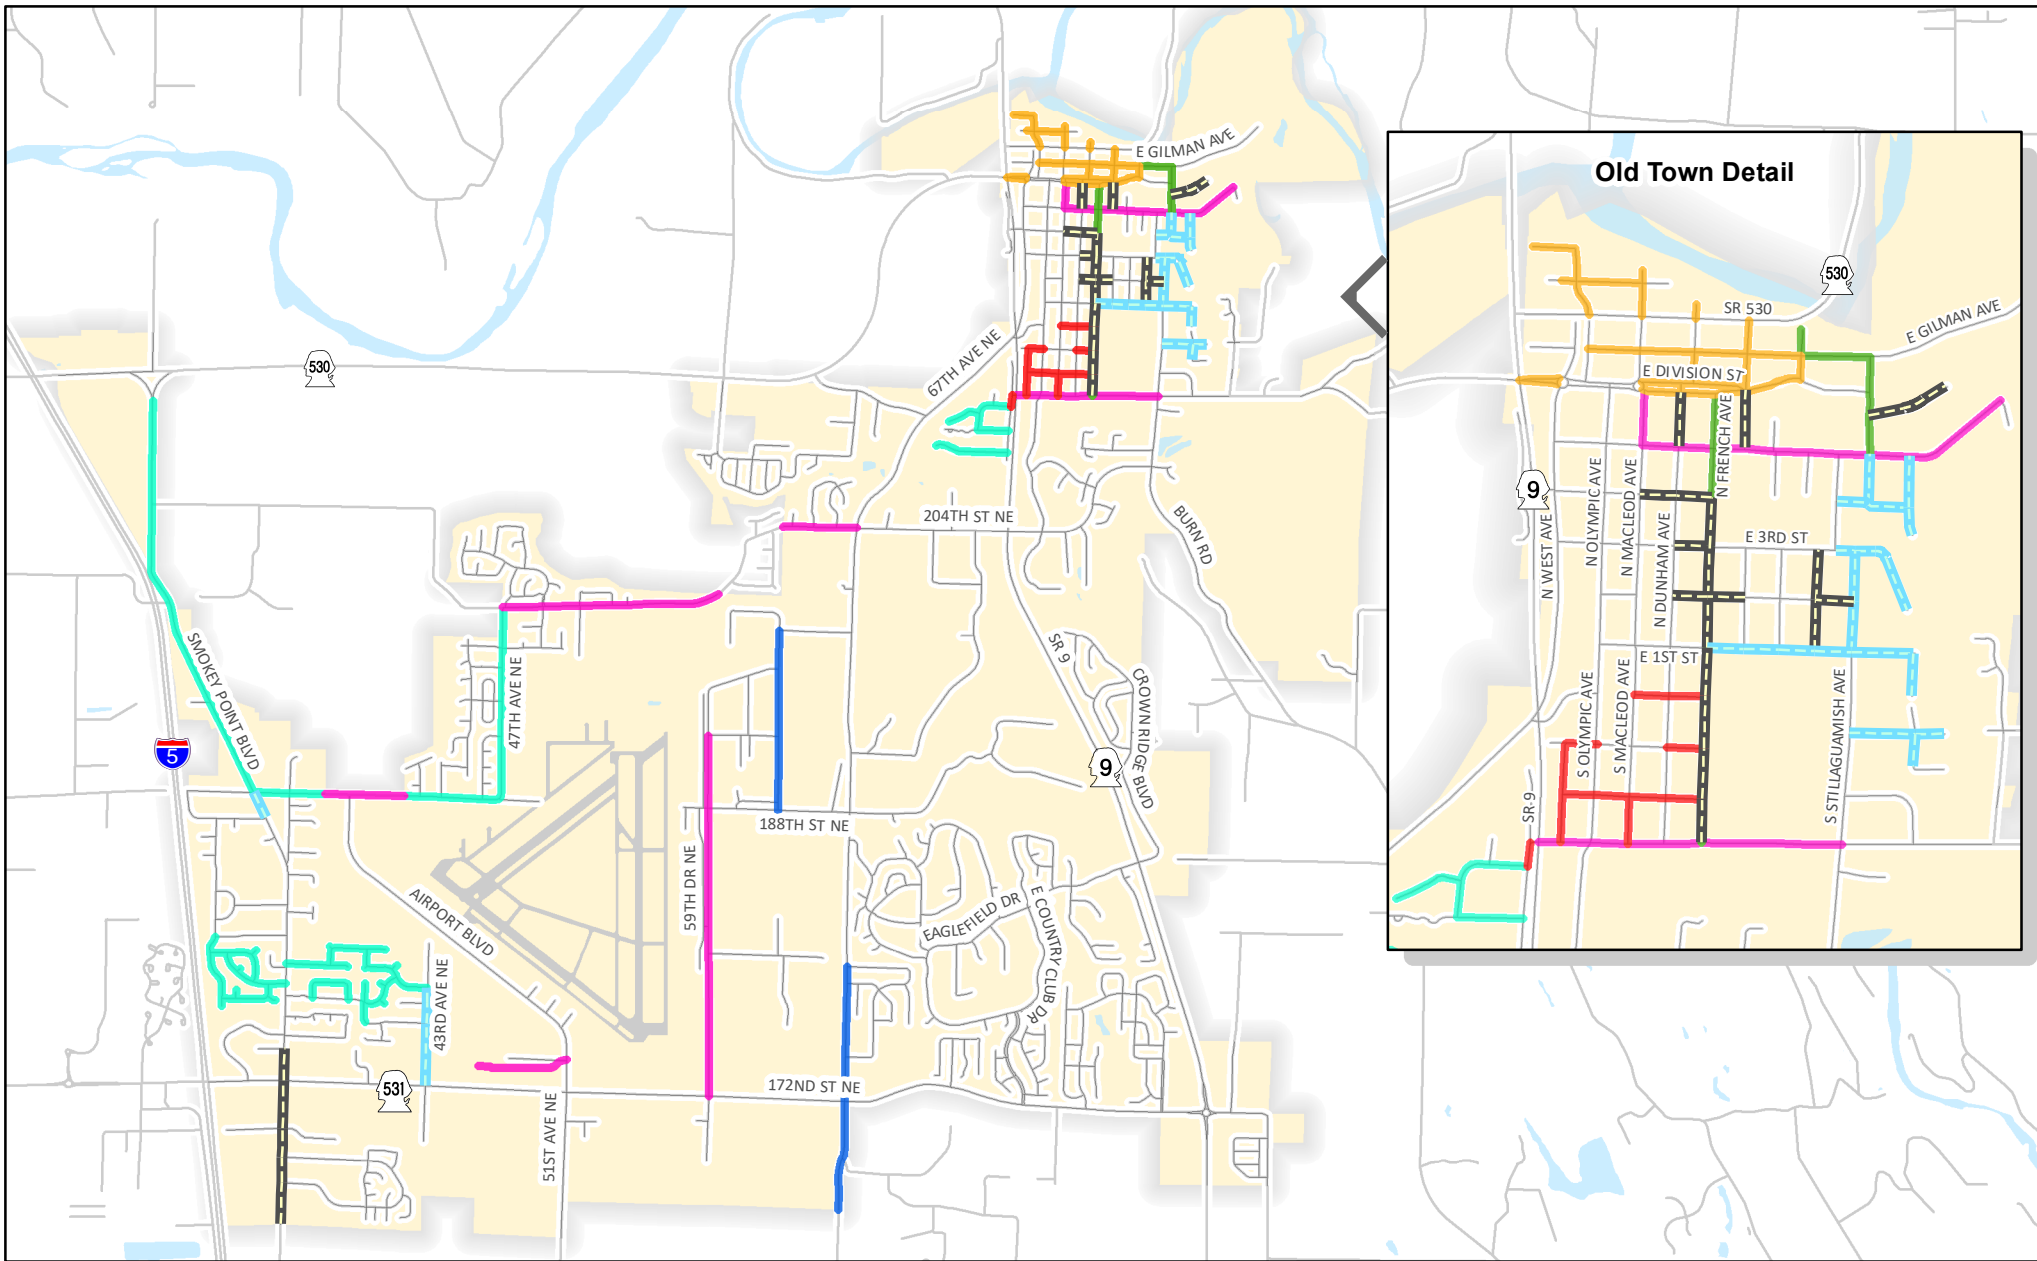 E GILMAN AVE
67TH AVE NE
530
204TH ST NE
BURN RD
SR 9
CROWN RIDGE BLVD
9
SMOKEY POINT BLVD
5
47TH AVE NE
188TH ST NE
59TH DR NE
AIRPORT BLVD
EAGLEFIELD DR
E COUNTRY CLUB DR
43RD AVE NE
531
172ND ST NE
51ST AVE NE
Old Town Detail
530
SR 530
E GILMAN AVE
E DIVISION ST
N FRENCH AVE
9
N WEST AVE
N OLYMPIC AVE
N MACLEOD AVE
N DUNHAM AVE
E 3RD ST
E 1ST ST
S OLYMPIC AVE
S MACLEOD AVE
S STILLAGUAMISH AVE
SR 9